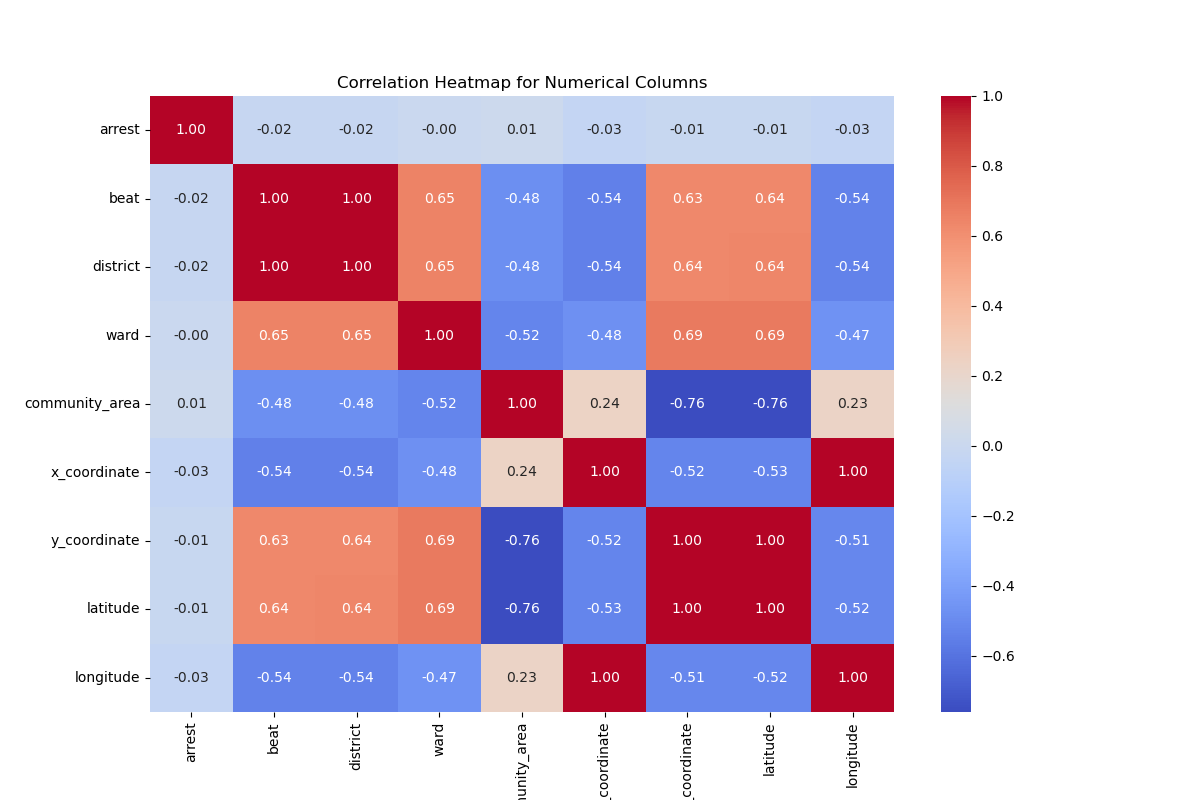 Correlation Heatmap for Numerical Columns
arrest 1.00 -0.02 -0.02 -0.00 0.01 -0.03 -0.01 -0.01 -0.03
beat -0.02 1.00 1.00 0.65 -0.48 -0.54 0.63 0.64 -0.54
district -0.02 1.00 1.00 0.65 -0.48 -0.54 0.64 0.64 -0.54
ward -0.00 0.65 0.65 1.00 -0.52 -0.48 0.69 0.69 -0.47
community_area 0.01 -0.48 -0.48 -0.52 1.00 0.24 -0.76 -0.76 0.23
x_coordinate -0.03 -0.54 -0.54 -0.48 0.24 1.00 -0.52 -0.53 1.00
y_coordinate -0.01 0.63 0.64 0.69 -0.76 -0.52 1.00 1.00 -0.51
latitude -0.01 0.64 0.64 0.69 -0.76 -0.53 1.00 1.00 -0.52
longitude -0.03 -0.54 -0.54 -0.47 0.23 1.00 -0.51 -0.52 1.00
arrest
beat
district
ward
unity_area
_coordinate
_coordinate
latitude
longitude
1.0
0.8
0.6
0.4
0.2
0.0
−0.2
−0.4
−0.6